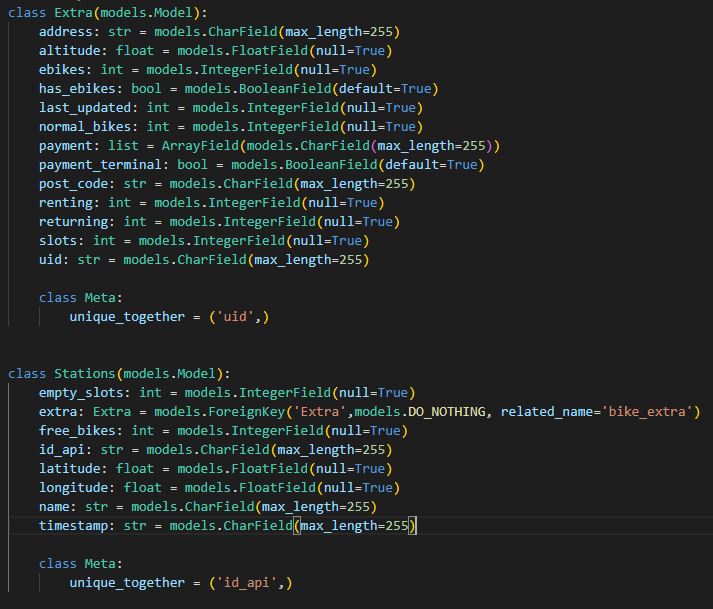 class Extra(models.Model):
    address: str = models.CharField(max_length=255)
    altitude: float = models.FloatField(null=True)
    ebikes: int = models.IntegerField(null=True)
    has_ebikes: bool = models.BooleanField(default=True)
    last_updated: int = models.IntegerField(null=True)
    normal_bikes: int = models.IntegerField(null=True)
    payment: list = ArrayField(models.CharField(max_length=255))
    payment_terminal: bool = models.BooleanField(default=True)
    post_code: str = models.CharField(max_length=255)
    renting: int = models.IntegerField(null=True)
    returning: int = models.IntegerField(null=True)
    slots: int = models.IntegerField(null=True)
    uid: str = models.CharField(max_length=255)

    class Meta:
        unique_together = ('uid',)


class Stations(models.Model):
    empty_slots: int = models.IntegerField(null=True)
    extra: Extra = models.ForeignKey('Extra',models.DO_NOTHING, related_name='bike_extra')
    free_bikes: int = models.IntegerField(null=True)
    id_api: str = models.CharField(max_length=255)
    latitude: float = models.FloatField(null=True)
    longitude: float = models.FloatField(null=True)
    name: str = models.CharField(max_length=255)
    timestamp: str = models.CharField(max_length=255)

    class Meta:
        unique_together = ('id_api',)